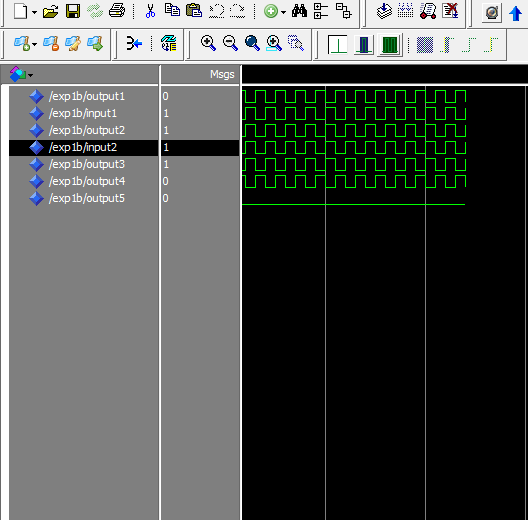 Msgs
/exp1b/output1 0
/exp1b/input1 1
/exp1b/output2 1
/exp1b/input2 1
/exp1b/output3 1
/exp1b/output4 0
/exp1b/output5 0